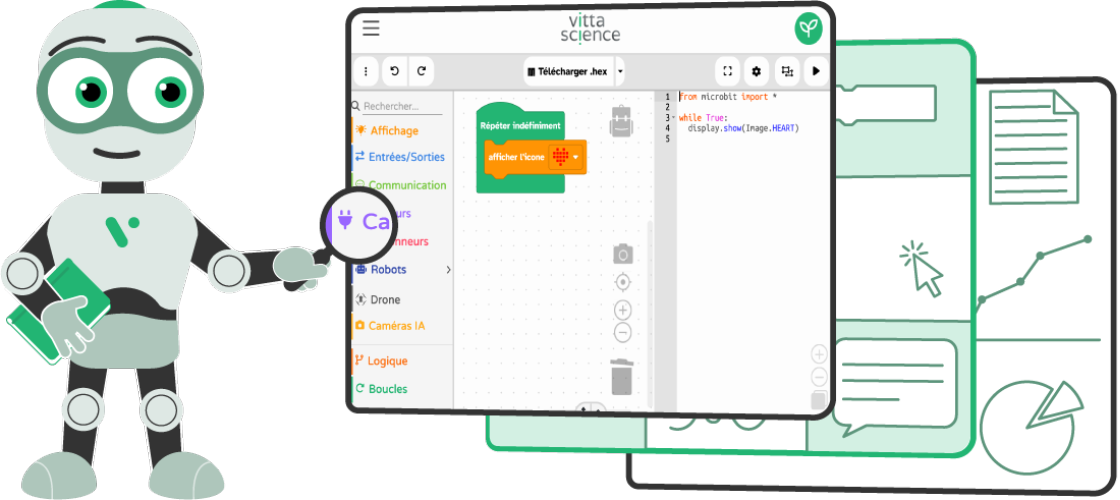 vitta
science
Télécharger .hex
Rechercher...
Affichage
Entrées/Sorties
Communication
Ca
urs
nneurs
Robots
Drone
Caméras IA
Logique
Boucles
Répéter indéfiniment
afficher l'icone
1 from microbit import *
2
3 while True:
4 display.show(Image.HEART)
5